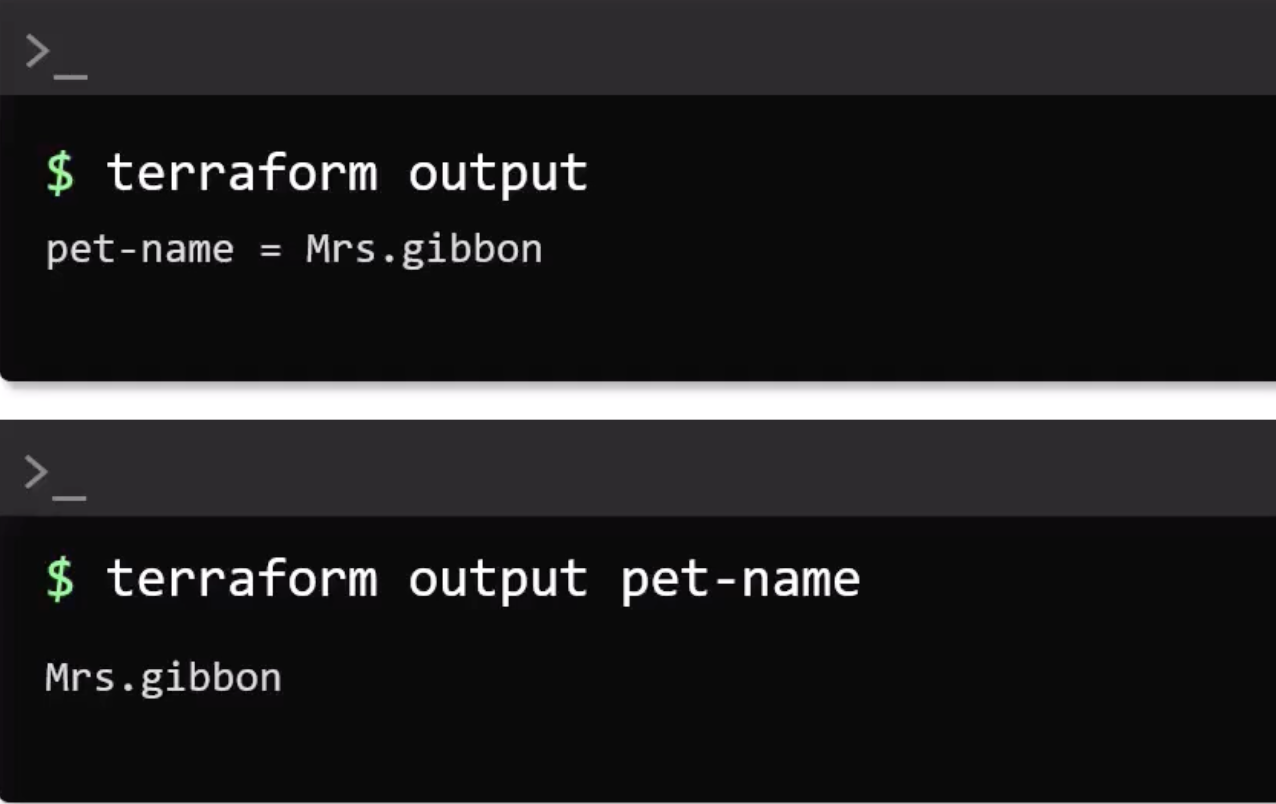 >_
$ terraform output
pet-name = Mrs.gibbon
>_
$ terraform output pet-name
Mrs.gibbon